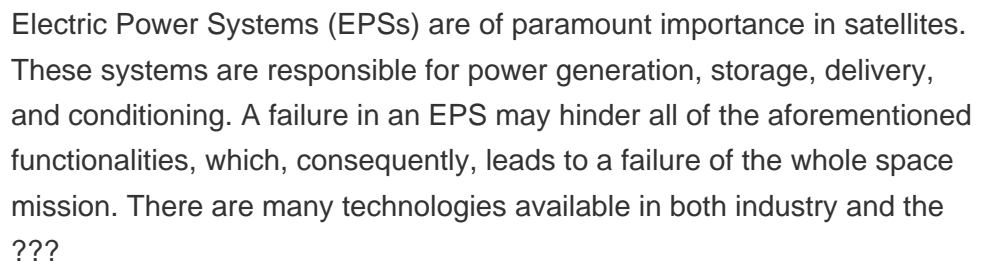 Electric Power Systems (EPSs) are of paramount importance in satellites.
These systems are responsible for power generation, storage, delivery,
and conditioning. A failure in an EPS may hinder all of the aforementioned
functionalities, which, consequently, leads to a failure of the whole space
mission. There are many technologies available in both industry and the
???